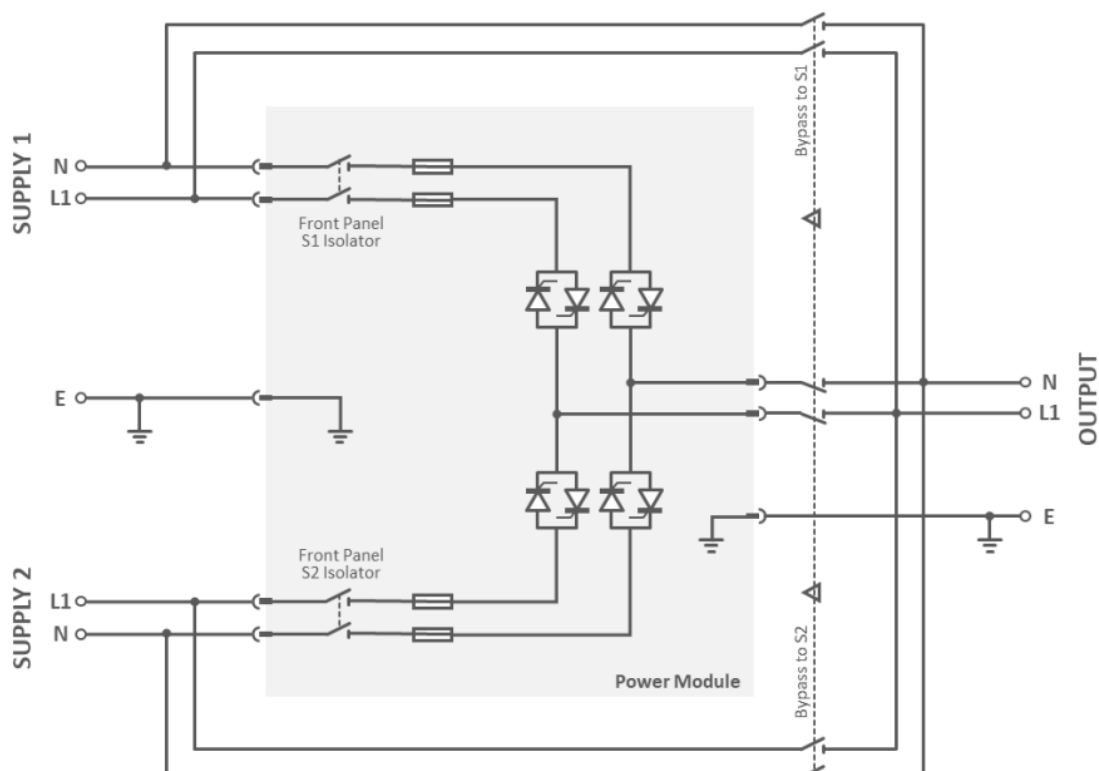 Bypass to S1
SUPPLY 1
N
L1
Front Panel
S1 Isolator
E
N
L1
OUTPUT
E
Front Panel
S2 Isolator
SUPPLY 2
L1
N
Power Module
Bypass to S2